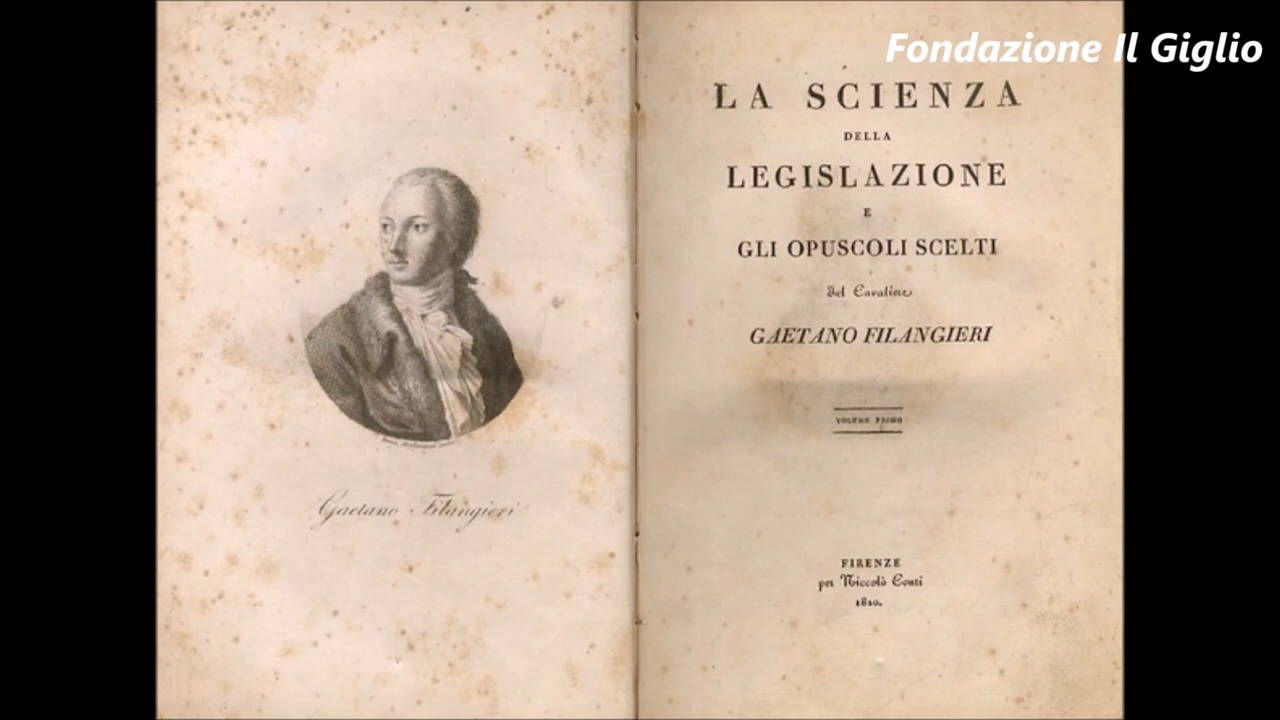 Fondazione Il Giglio
Gaetano Filangieri
LA SCIENZA
DELLA
LEGISLAZIONE
E
GLI OPUSCOLI SCELTI
del Cavaliere
GAETANO FILANGIERI
VOLUME PRIMO
FIRENZE
per Niccolò Conti
1820.